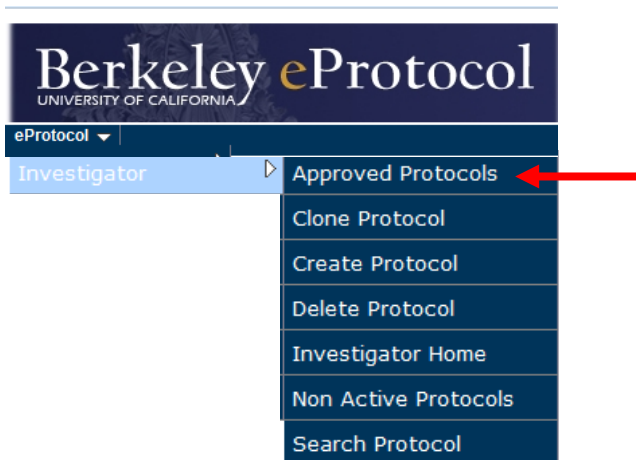 Berkeley eProtocol
UNIVERSITY OF CALIFORNIA
eProtocol
Investigator
Approved Protocols
Clone Protocol
Create Protocol
Delete Protocol
Investigator Home
Non Active Protocols
Search Protocol